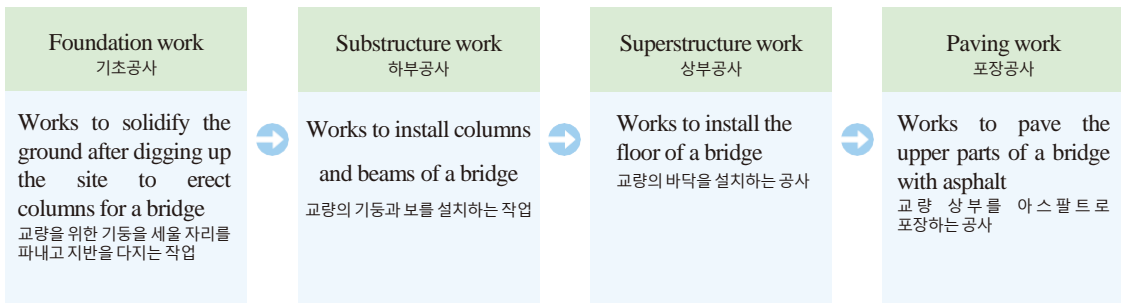 Foundation work
기초공사
Works to solidify the
ground after digging up
the site to erect
columns for a bridge
교량을 위한 기둥을 세울 자리를
파내고 지반을 다지는 작업
Substructure work
하부공사
Works to install columns
and beams of a bridge
교량의 기둥과 보를 설치하는 작업
Superstructure work
상부공사
Works to install the
floor of a bridge
교량의 바닥을 설치하는 공사
Paving work
포장공사
Works to pave the
upper parts of a bridge
with asphalt
교량 상부를 아스팔트로
포장하는 공사